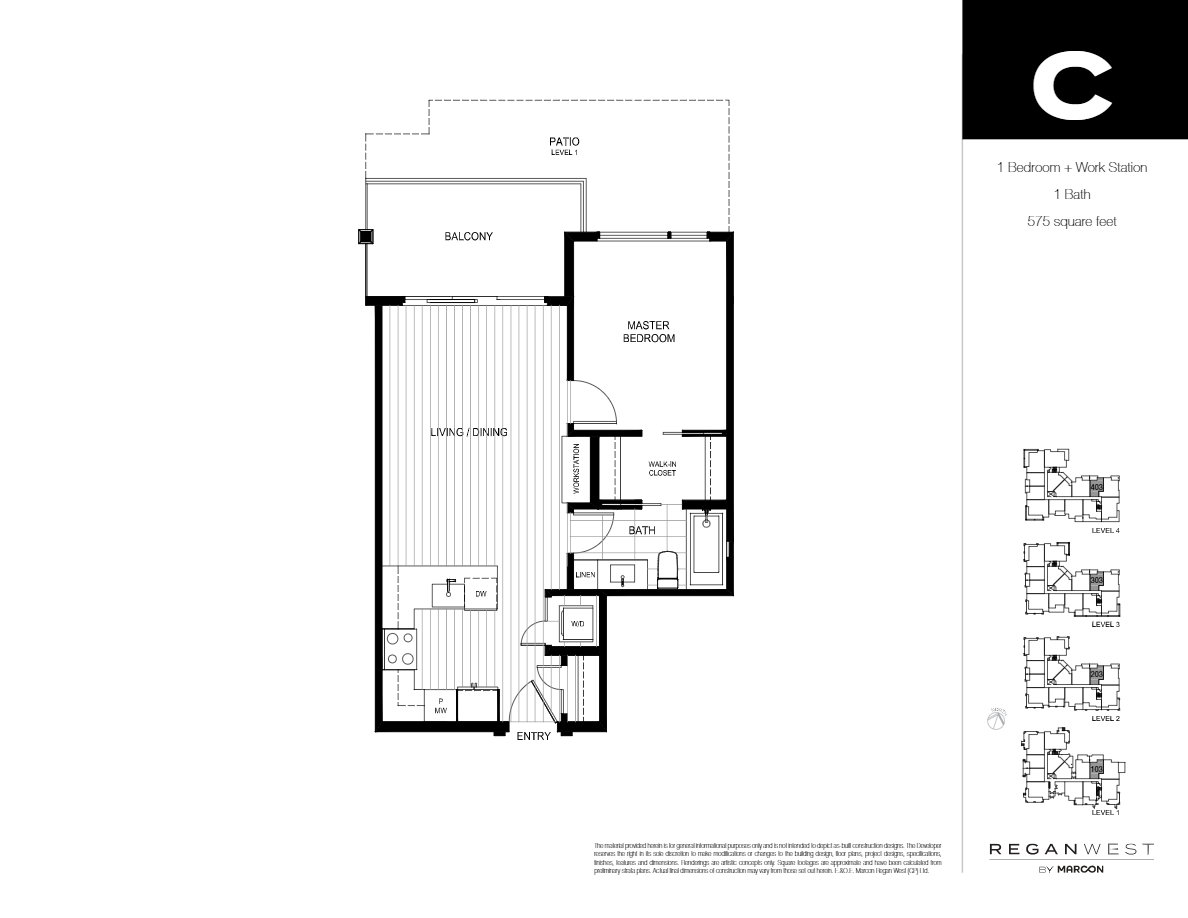 C
1 Bedroom + Work Station
1 Bath
575 square feet
PATIO
LEVEL 1
BALCONY
MASTER
BEDROOM
LIVING / DINING
WORKSTATION
WALK-IN
CLOSET
BATH
LINEN
DW
W/D
P
MW
ENTRY
403
LEVEL 4
303
LEVEL 3
203
LEVEL 2
103
LEVEL 1
The material provided herein is for general informational purposes only and is not intended to depict as-built construction designs. The Developer
reserves the right in its sole discretion to make modifications or changes to the building design, floor plans, project designs, specifications,
finishes, features and dimensions. Renderings are artistic concepts only. Square footages are approximate and have been calculated from
preliminary strata plans. Actual final dimensions of construction may vary from those set out herein. E.&O.E. Marcon Regan West (GP) Ltd.
REGANWEST
BY MARCON